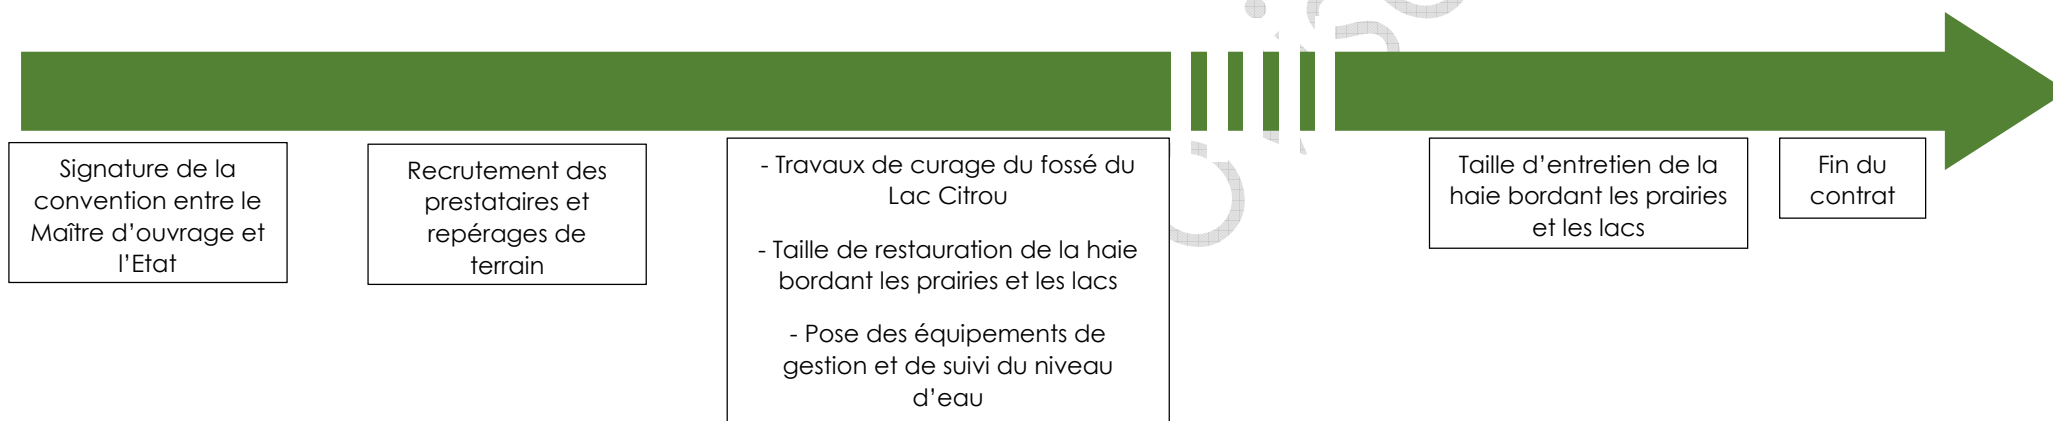 Signature de la
convention entre le
Maître d'ouvrage et
l'Etat
Recrutement des
prestataires et
repérages de
terrain
- Travaux de curage du fossé du
Lac Citrou
- Taille de restauration de la haie
bordant les prairies et les lacs
- Pose des équipements de
gestion et de suivi du niveau
d'eau
Taille d'entretien de la
haie bordant les prairies
et les lacs
Fin du
contrat